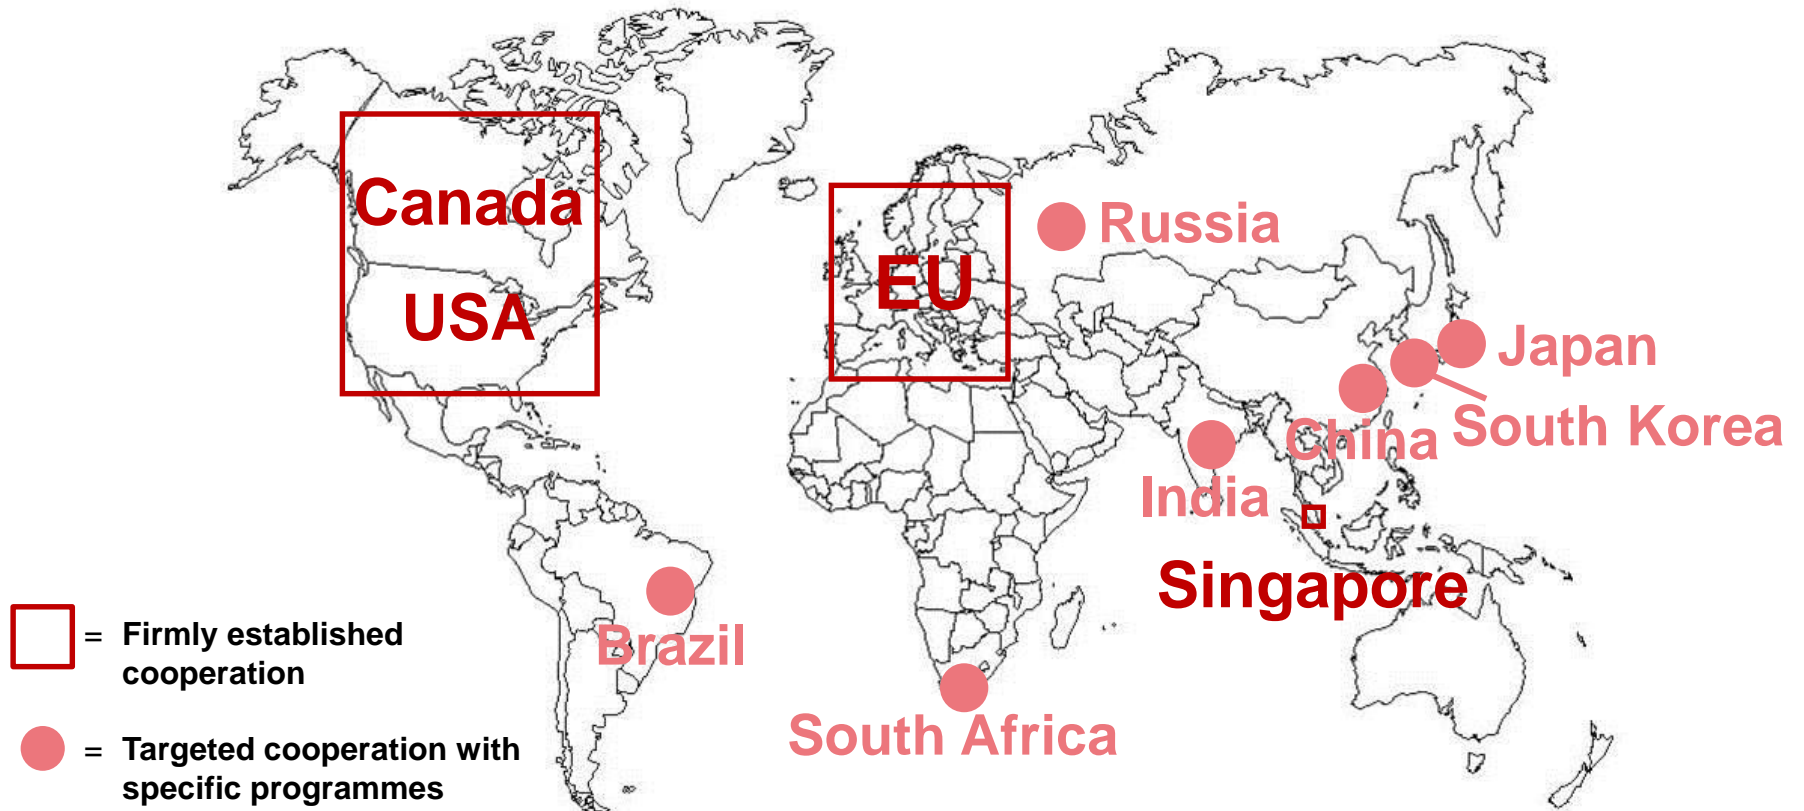 Canada
USA
EU
Russia
Japan
South Korea
China
India
Singapore
Brazil
South Africa
= Firmly established
cooperation
= Targeted cooperation with
specific programmes